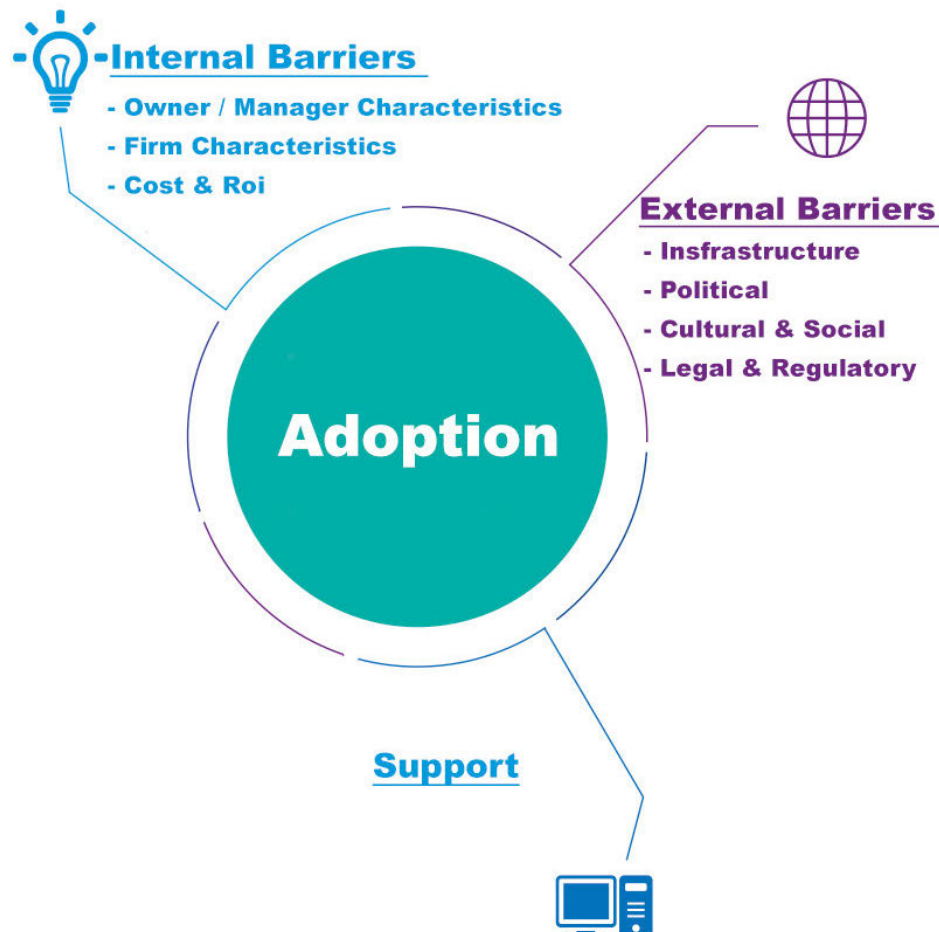 Internal Barriers
- Owner / Manager Characteristics
- Firm Characteristics
- Cost & Roi
External Barriers
- Insfrastructure
- Political
- Cultural & Social
- Legal & Regulatory
Adoption
Support